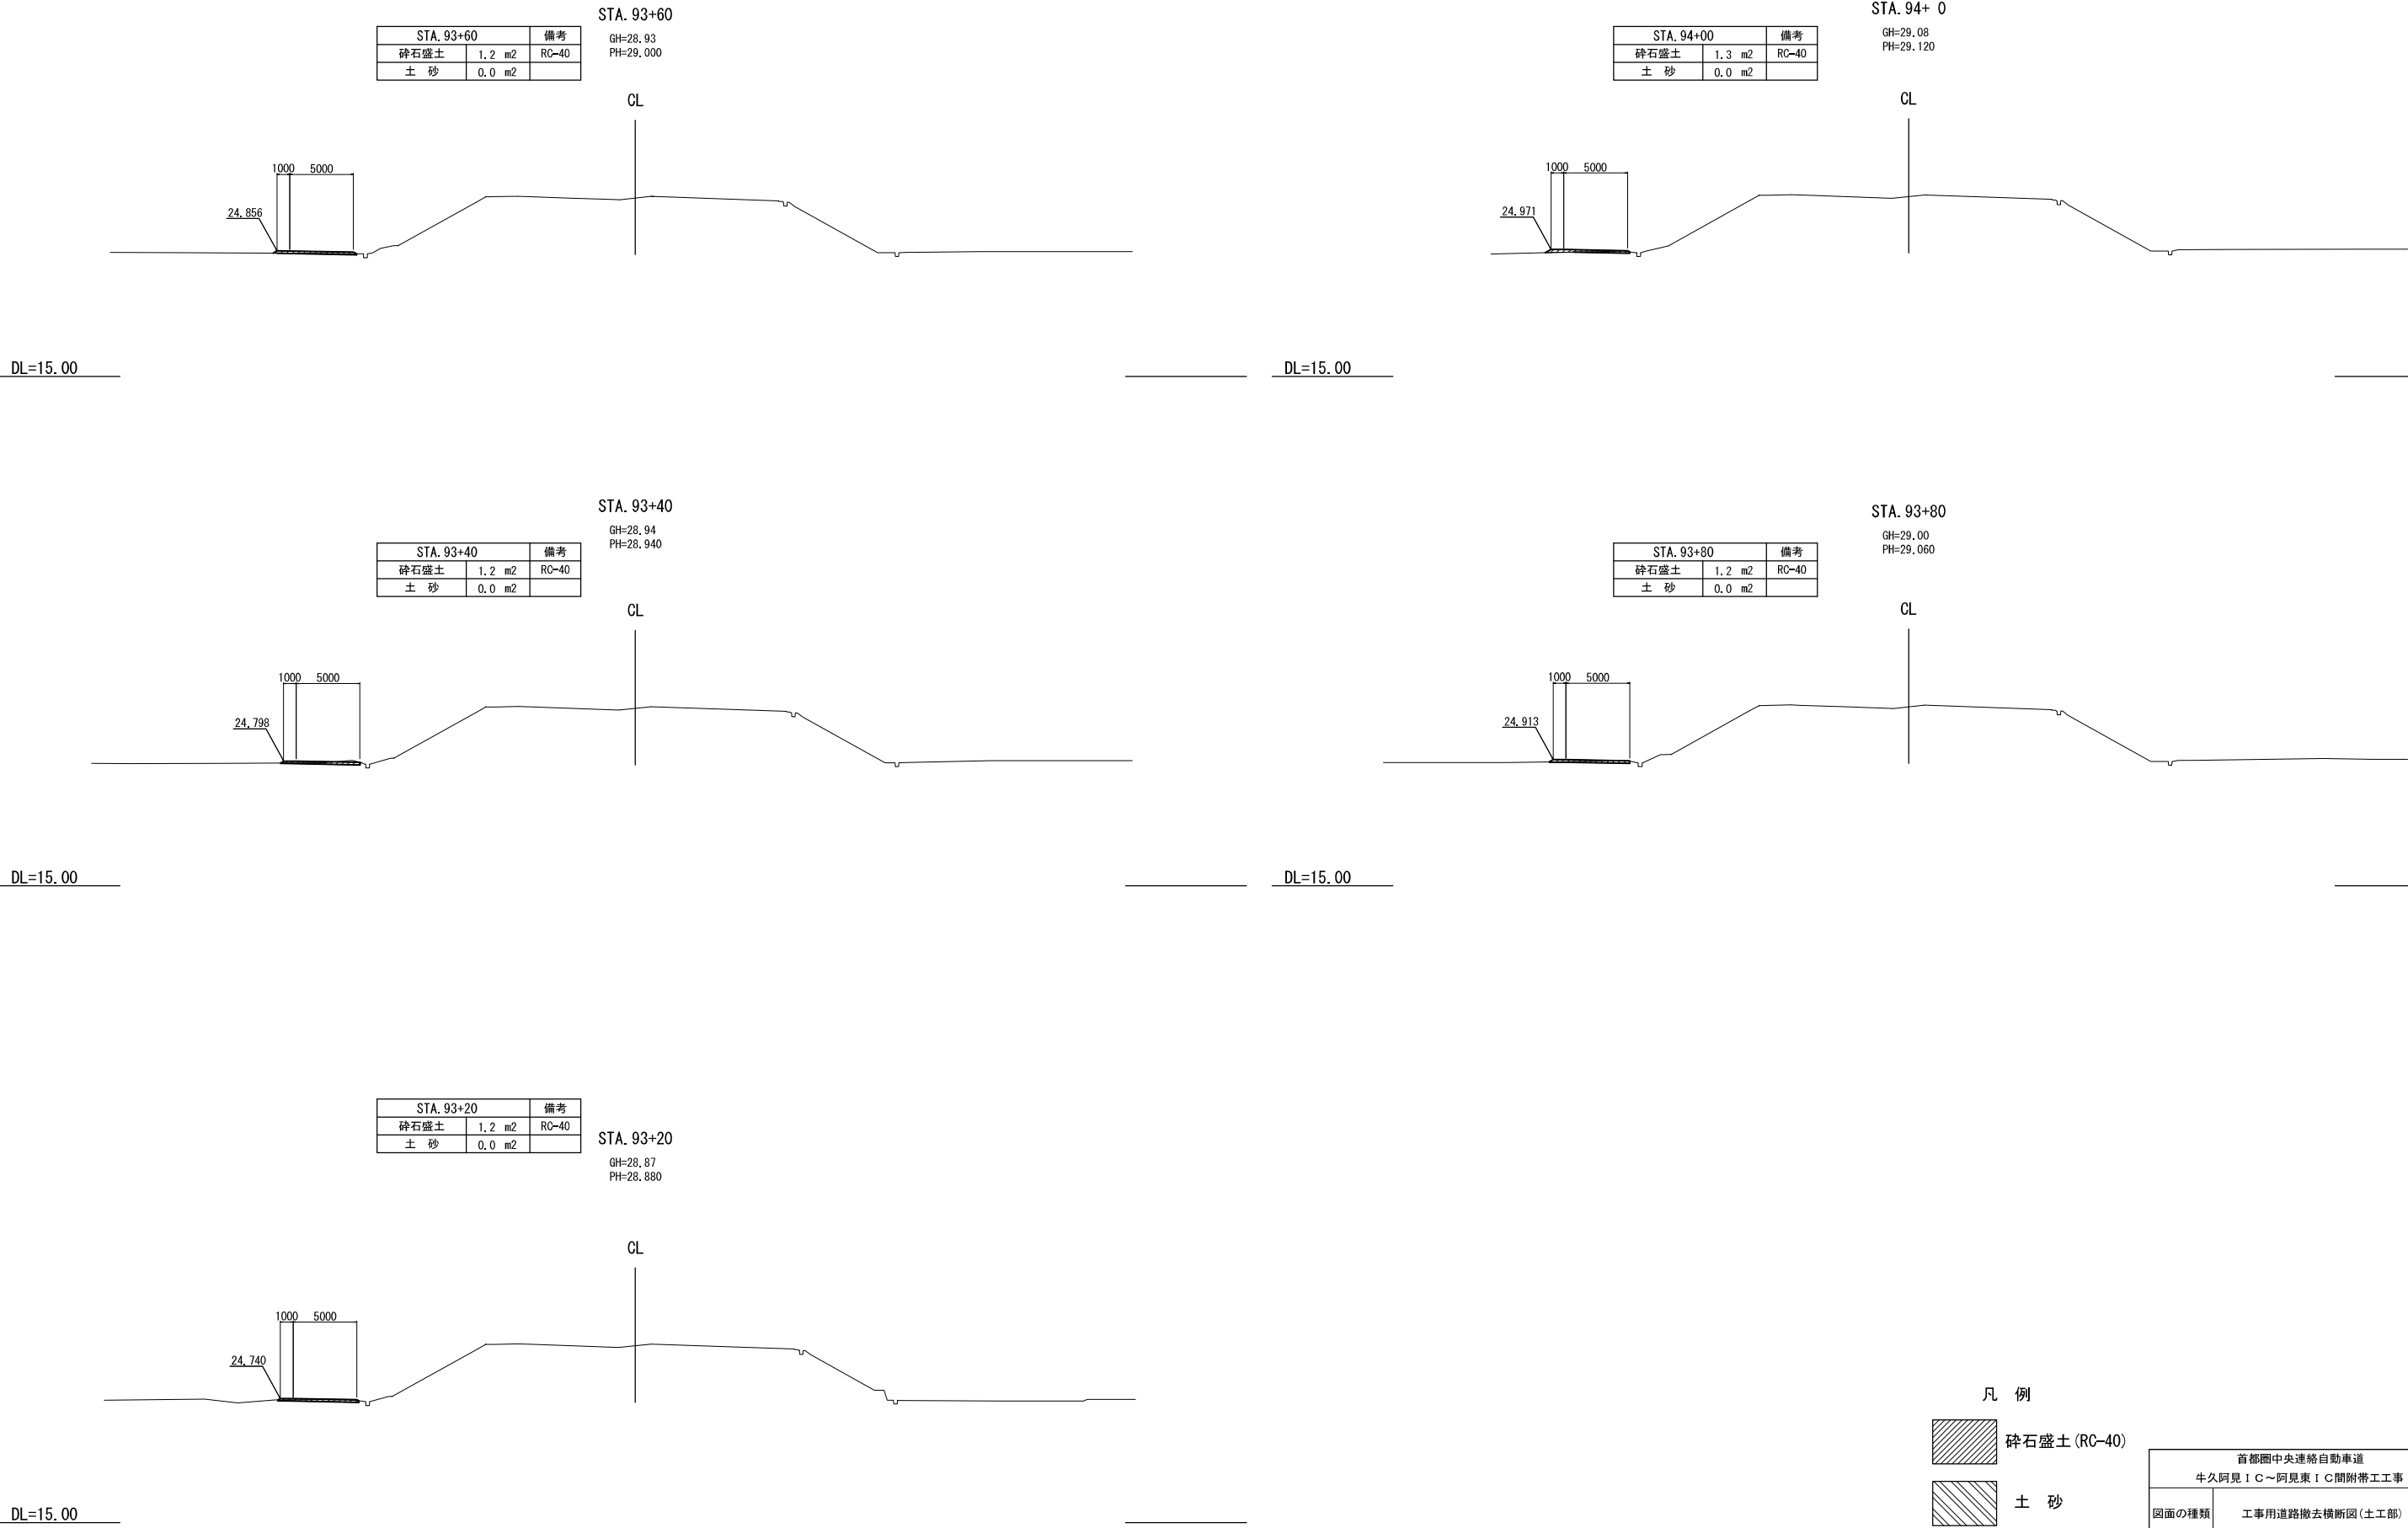 STA. 93+60
GH=28.93
PH=29.000
STA. 93+60 備考
砕石盛土 1.2 m2 RC-40
土 砂 0.0 m2
CL
1000 5000
24.856
DL=15.00
STA. 94+ 0
GH=29.08
PH=29.120
STA. 94+00 備考
砕石盛土 1.3 m2 RC-40
土 砂 0.0 m2
CL
1000 5000
24.971
DL=15.00
STA. 93+40
GH=28.94
PH=28.940
STA. 93+40 備考
砕石盛土 1.2 m2 RC-40
土 砂 0.0 m2
CL
1000 5000
24.798
DL=15.00
STA. 93+80
GH=29.00
PH=29.060
STA. 93+80 備考
砕石盛土 1.2 m2 RC-40
土 砂 0.0 m2
CL
1000 5000
24.913
DL=15.00
STA. 93+20 備考
砕石盛土 1.2 m2 RC-40
土 砂 0.0 m2
STA. 93+20
GH=28.87
PH=28.880
CL
1000 5000
24.740
DL=15.00
凡 例
砕石盛土(RC-40)
土 砂
首都圏中央連絡自動車道
牛久阿見IC～阿見東IC間附帯工工事
図面の種類 工事用道路撤去横断図(土工部)